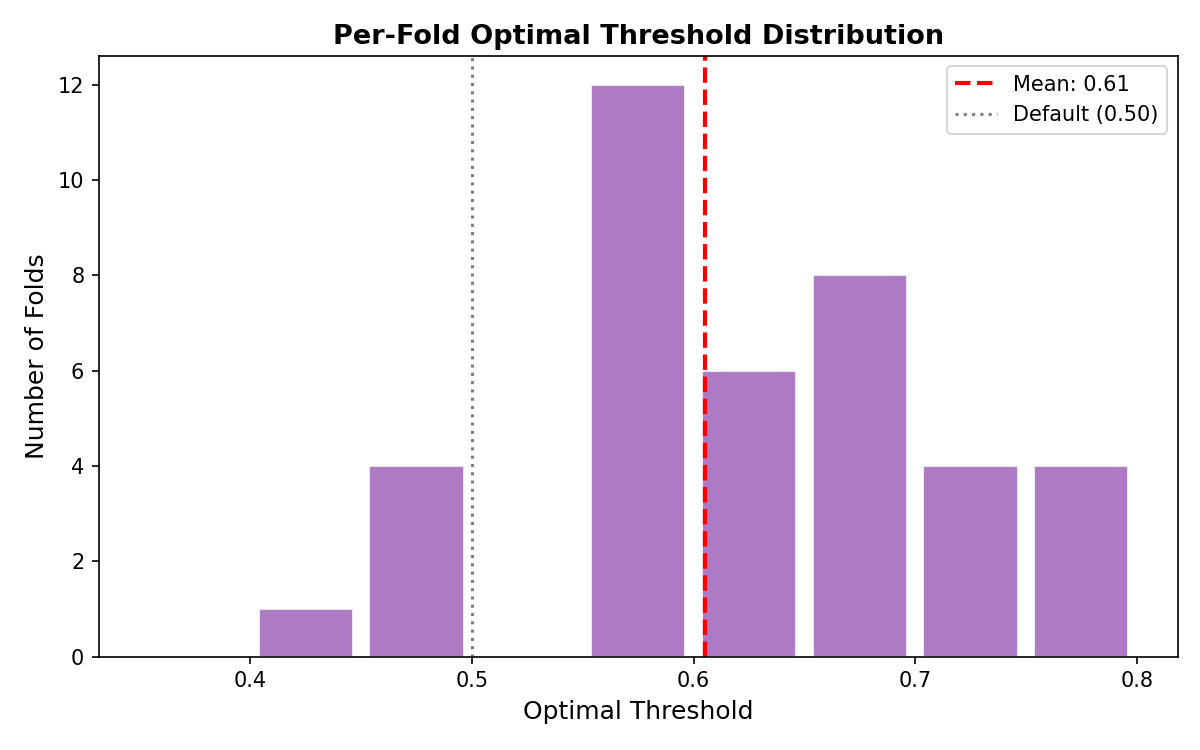 Per-Fold Optimal Threshold Distribution
Mean: 0.61
Default (0.50)
Number of Folds
12
10
8
6
4
2
0
0.4 0.5 0.6 0.7 0.8
Optimal Threshold